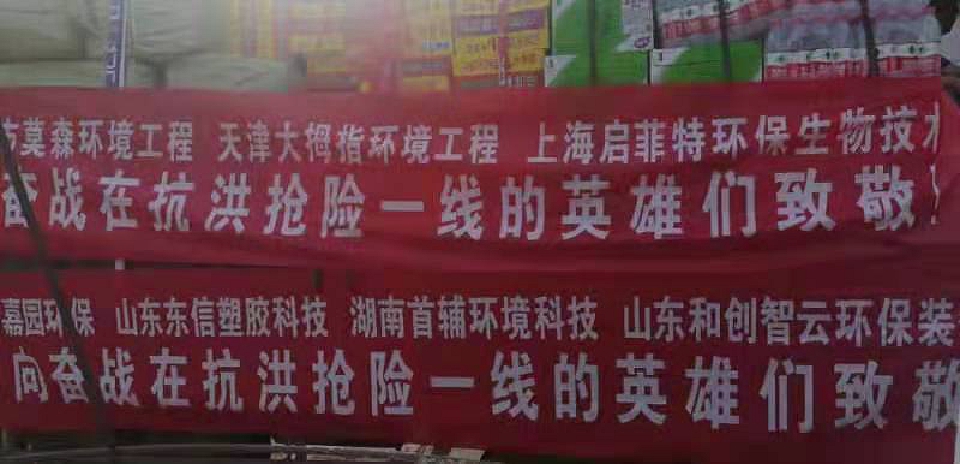 莫森环境工程 天津大拇指环境工程 上海启菲特环保生物技术
奋战在抗洪抢险一线的英雄们致敬！
嘉园环保 山东东信塑胶科技 湖南首辅环境科技 山东和创智云环保装
向奋战在抗洪抢险一线的英雄们致敬